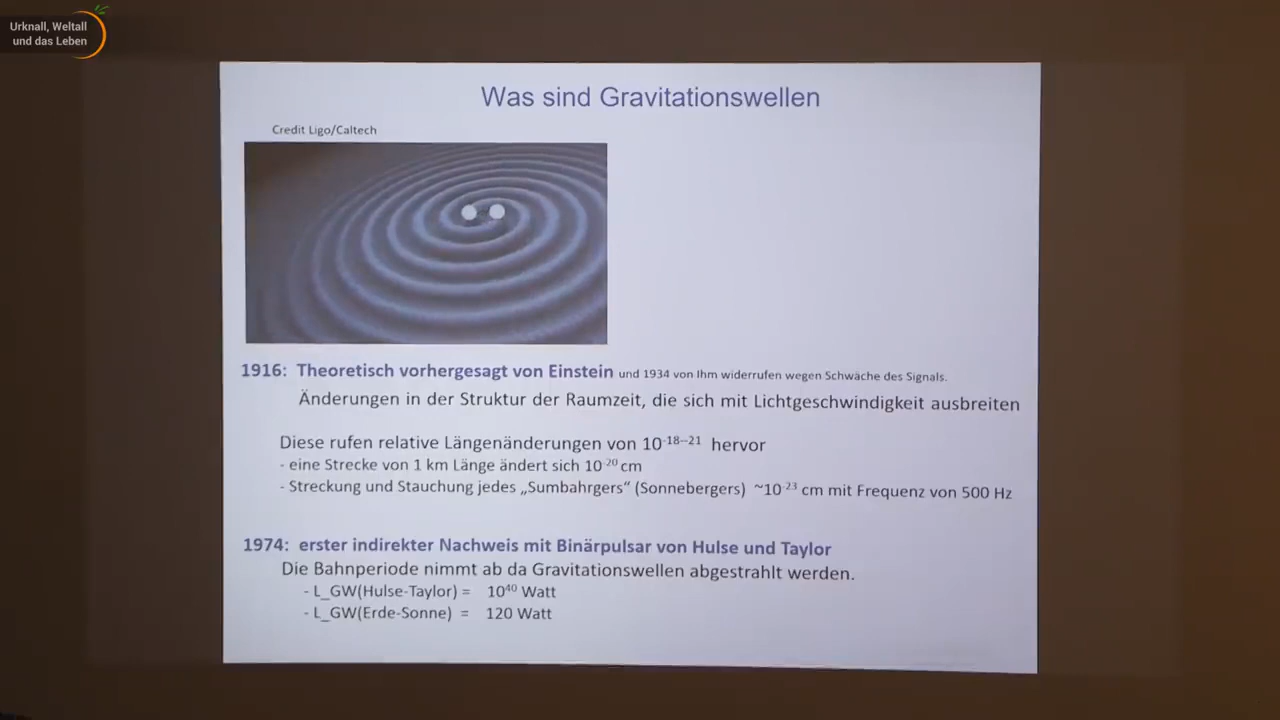 Urknall, Weltall
und das Leben
Was sind Gravitationswellen
Credit Ligo/Caltech
1916: Theoretisch vorhergesagt von Einstein und 1934 von Ihm widerrufen wegen Schwäche des Signals.
Änderungen in der Struktur der Raumzeit, die sich mit Lichtgeschwindigkeit ausbreiten
Diese rufen relative Längenänderungen von 10⁻¹⁸⁻⁻²¹ hervor
- eine Strecke von 1 km Länge ändert sich 10⁻²⁰ cm
- Streckung und Stauchung jedes „Sumbahrgers“ (Sonnebergers) ~10⁻²³ cm mit Frequenz von 500 Hz
1974: erster indirekter Nachweis mit Binärpulsar von Hulse und Taylor
Die Bahnperiode nimmt ab da Gravitationswellen abgestrahlt werden.
- L_GW(Hulse-Taylor) = 10⁴⁰ Watt
- L_GW(Erde-Sonne) = 120 Watt